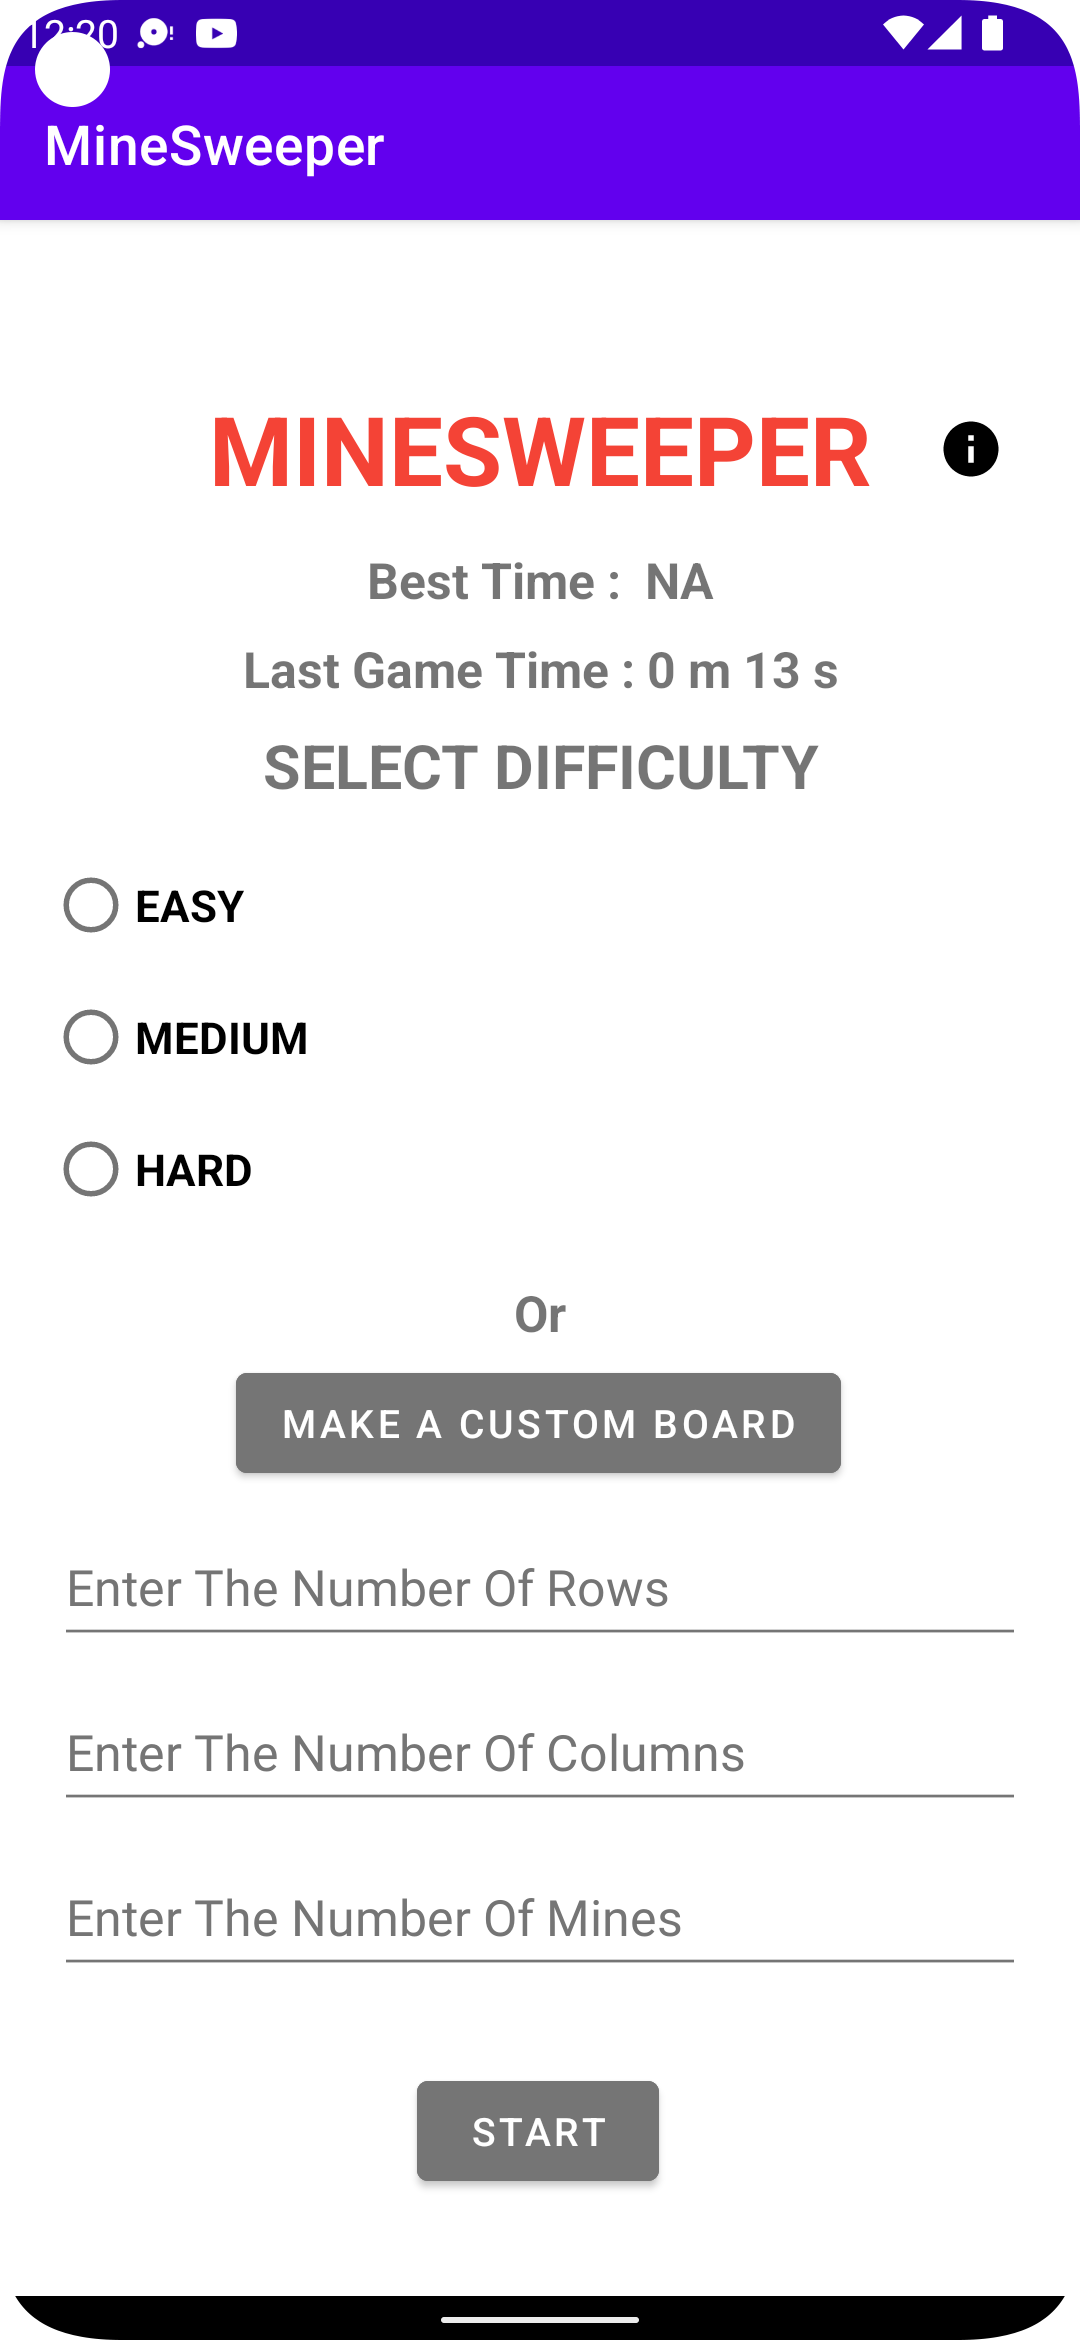 12:20
MineSweeper
MINESWEEPER
Best Time : NA
Last Game Time : 0 m 13 s
SELECT DIFFICULTY
EASY
MEDIUM
HARD
Or
MAKE A CUSTOM BOARD
Enter The Number Of Rows
Enter The Number Of Columns
Enter The Number Of Mines
START